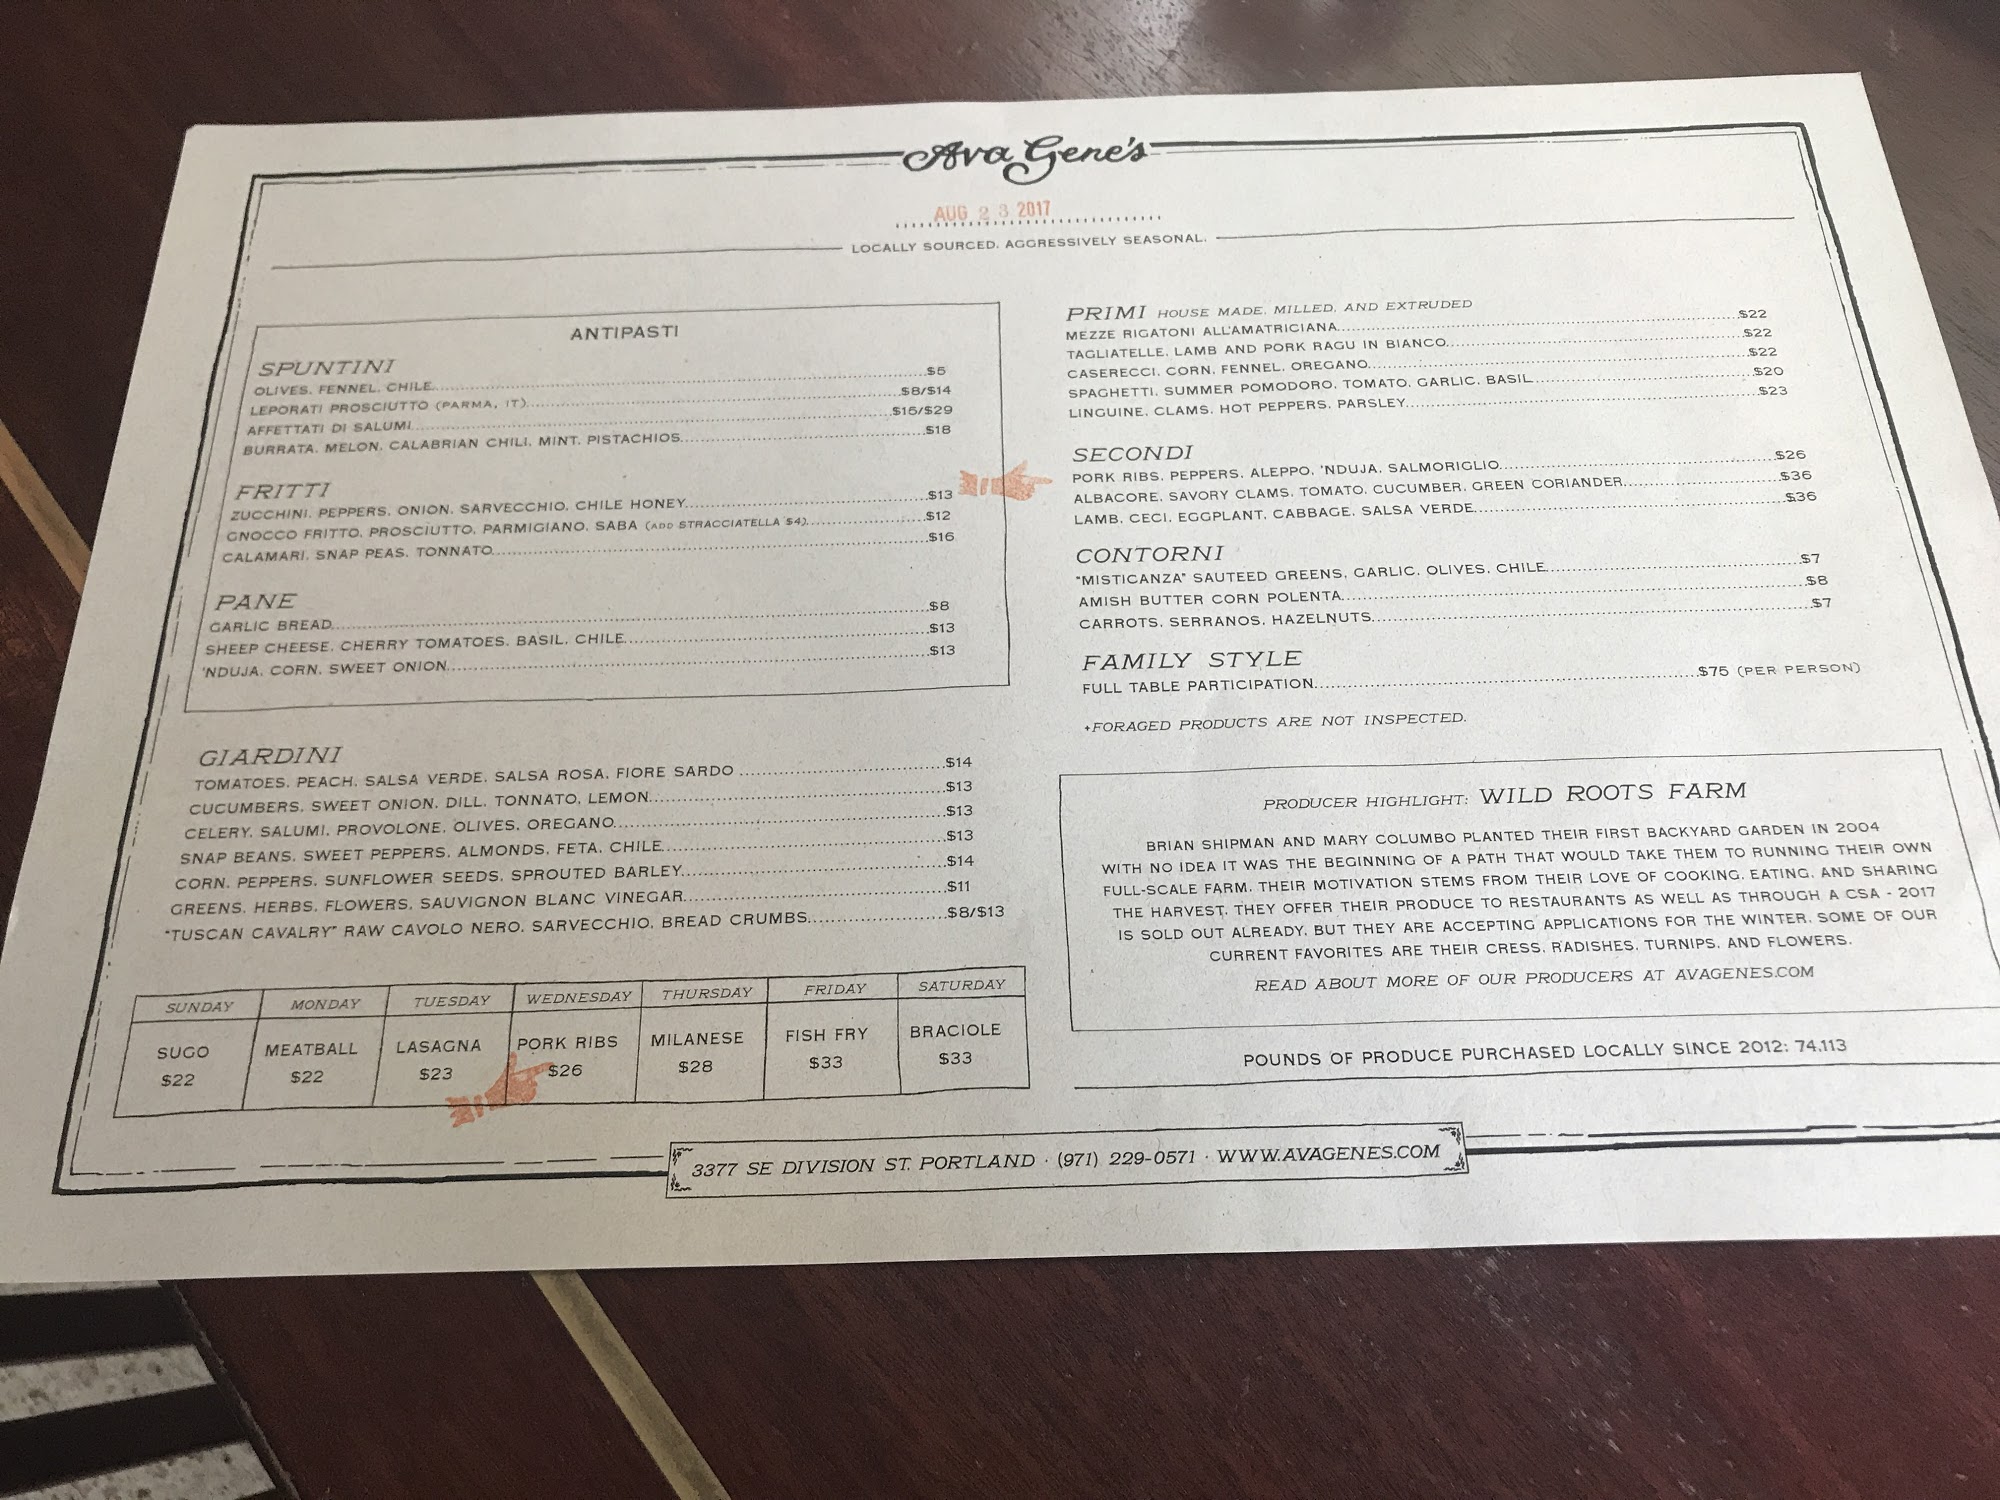 Ava Gene's
AUG 23 2017
LOCALLY SOURCED. AGGRESSIVELY SEASONAL.
ANTIPASTI
SPUNTINI
OLIVES, FENNEL, CHILE $5
LEPORATI PROSCIUTTO (PARMA, IT) $8/$14
AFFETTATI DI SALUMI $15/$29
BURRATA, MELON, CALABRIAN CHILI, MINT, PISTACHIOS $18
FRITTI
ZUCCHINI, PEPPERS, ONION, SARVECCHIO, CHILE HONEY $13
GNOCCO FRITTO, PROSCIUTTO, PARMIGIANO, SABA (ADD STRACCIATELLA $4) $12
CALAMARI, SNAP PEAS, TONNATO $16
PANE
GARLIC BREAD $8
SHEEP CHEESE, CHERRY TOMATOES, BASIL, CHILE $13
'NDUJA, CORN, SWEET ONION $13
GIARDINI
TOMATOES, PEACH, SALSA VERDE, SALSA ROSA, FIORE SARDO $14
CUCUMBERS, SWEET ONION, DILL, TONNATO, LEMON $13
CELERY, SALUMI, PROVOLONE, OLIVES, OREGANO $13
SNAP BEANS, SWEET PEPPERS, ALMONDS, FETA, CHILE $13
CORN, PEPPERS, SUNFLOWER SEEDS, SPROUTED BARLEY $14
GREENS, HERBS, FLOWERS, SAUVIGNON BLANC VINEGAR $11
"TUSCAN CAVALRY" RAW CAVOLO NERO, SARVECCHIO, BREAD CRUMBS $8/$13
SUNDAY MONDAY TUESDAY WEDNESDAY THURSDAY FRIDAY SATURDAY
SUGO MEATBALL LASAGNA PORK RIBS MILANESE FISH FRY BRACIOLE
$22 $22 $23 $26 $28 $33 $33
PRIMI HOUSE MADE, MILLED, AND EXTRUDED
MEZZE RIGATONI ALL'AMATRICIANA $22
TAGLIATELLE, LAMB AND PORK RAGU IN BIANCO $22
CASERECCI, CORN, FENNEL, OREGANO $22
SPAGHETTI, SUMMER POMODORO, TOMATO, GARLIC, BASIL $20
LINGUINE, CLAMS, HOT PEPPERS, PARSLEY $23
SECONDI
PORK RIBS, PEPPERS, ALEPPO, 'NDUJA, SALMORIGLIO $26
ALBACORE, SAVORY CLAMS, TOMATO, CUCUMBER, GREEN CORIANDER $36
LAMB, CECI, EGGPLANT, CABBAGE, SALSA VERDE $36
CONTORNI
"MISTICANZA" SAUTEED GREENS, GARLIC, OLIVES, CHILE $7
AMISH BUTTER CORN POLENTA $8
CARROTS, SERRANOS, HAZELNUTS $7
FAMILY STYLE
FULL TABLE PARTICIPATION $75 (PER PERSON)
+FORAGED PRODUCTS ARE NOT INSPECTED.
PRODUCER HIGHLIGHT: WILD ROOTS FARM
BRIAN SHIPMAN AND MARY COLUMBO PLANTED THEIR FIRST BACKYARD GARDEN IN 2004
WITH NO IDEA IT WAS THE BEGINNING OF A PATH THAT WOULD TAKE THEM TO RUNNING THEIR OWN
FULL-SCALE FARM. THEIR MOTIVATION STEMS FROM THEIR LOVE OF COOKING, EATING, AND SHARING
THE HARVEST. THEY OFFER THEIR PRODUCE TO RESTAURANTS AS WELL AS THROUGH A CSA - 2017
IS SOLD OUT ALREADY, BUT THEY ARE ACCEPTING APPLICATIONS FOR THE WINTER. SOME OF OUR
CURRENT FAVORITES ARE THEIR CRESS, RADISHES, TURNIPS, AND FLOWERS.
READ ABOUT MORE OF OUR PRODUCERS AT AVAGENES.COM
POUNDS OF PRODUCE PURCHASED LOCALLY SINCE 2012: 74,113
3377 SE DIVISION ST. PORTLAND · (971) 229-0571 · WWW.AVAGENES.COM